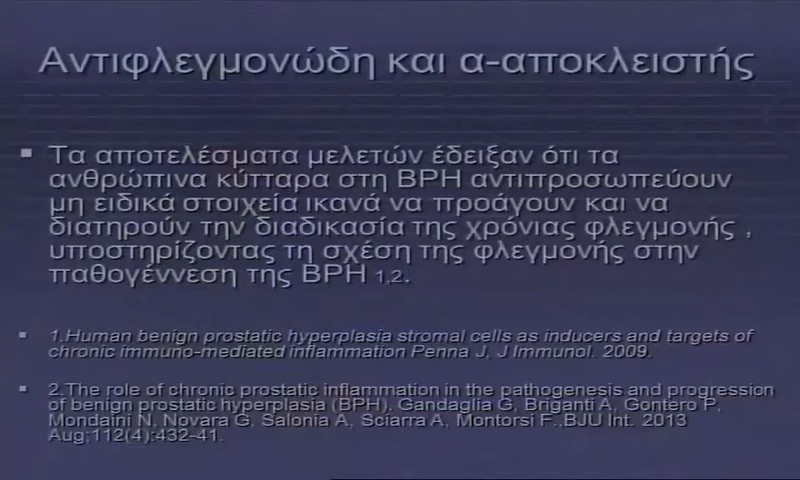 Αντιφλεγμονώδη και α-αποκλειστής
Τα αποτελέσματα μελετών έδειξαν ότι τα
ανθρώπινα κύτταρα στη BPH αντιπροσωπεύουν
μη ειδικά στοιχεία ικανά να προάγουν και να
διατηρούν την διαδικασία της χρόνιας φλεγμονής ,
υποστηρίζοντας τη σχέση της φλεγμονής στην
παθογέννεση της BPH 1,2.
1.Human benign prostatic hyperplasia stromal cells as inducers and targets of
chronic immuno-mediated inflammation Penna J, J Immunol. 2009.
2.The role of chronic prostatic inflammation in the pathogenesis and progression
of benign prostatic hyperplasia (BPH). Gandaglia G, Briganti A, Gontero P,
Mondaini N, Novara G, Salonia A, Sciarra A, Montorsi F.,BJU Int. 2013
Aug;112(4):432-41.